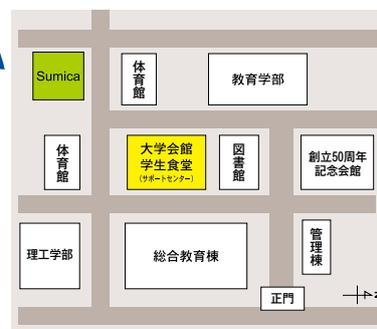 Sumica
体育館
教育学部
体育館
大学会館
学生食堂
(サポートセンター)
図書館
創立50周年
記念会館
理工学部
総合教育棟
管理棟
正門